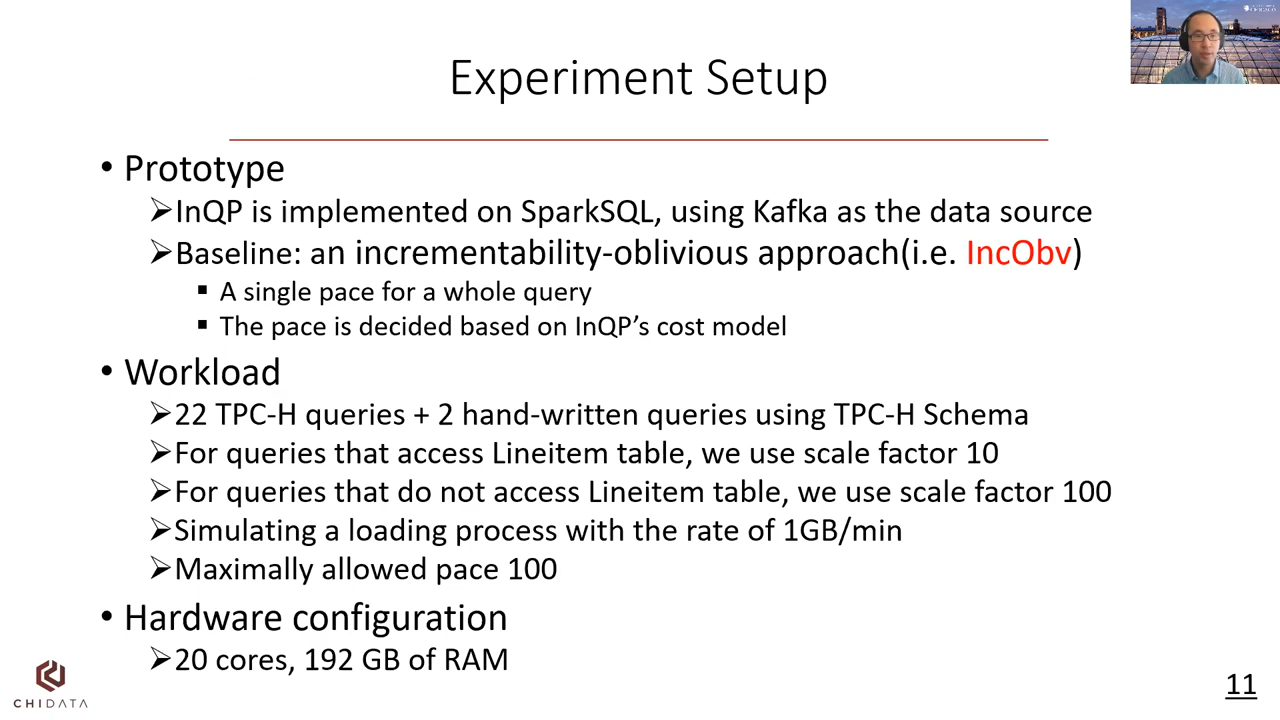 Experiment Setup
• Prototype
➢InQP is implemented on SparkSQL, using Kafka as the data source
➢Baseline: an incrementability-oblivious approach(i.e. IncObv)
▪ A single pace for a whole query
▪ The pace is decided based on InQP’s cost model
• Workload
➢22 TPC-H queries + 2 hand-written queries using TPC-H Schema
➢For queries that access Lineitem table, we use scale factor 10
➢For queries that do not access Lineitem table, we use scale factor 100
➢Simulating a loading process with the rate of 1GB/min
➢Maximally allowed pace 100
• Hardware configuration
➢20 cores, 192 GB of RAM
CHIDATA
11